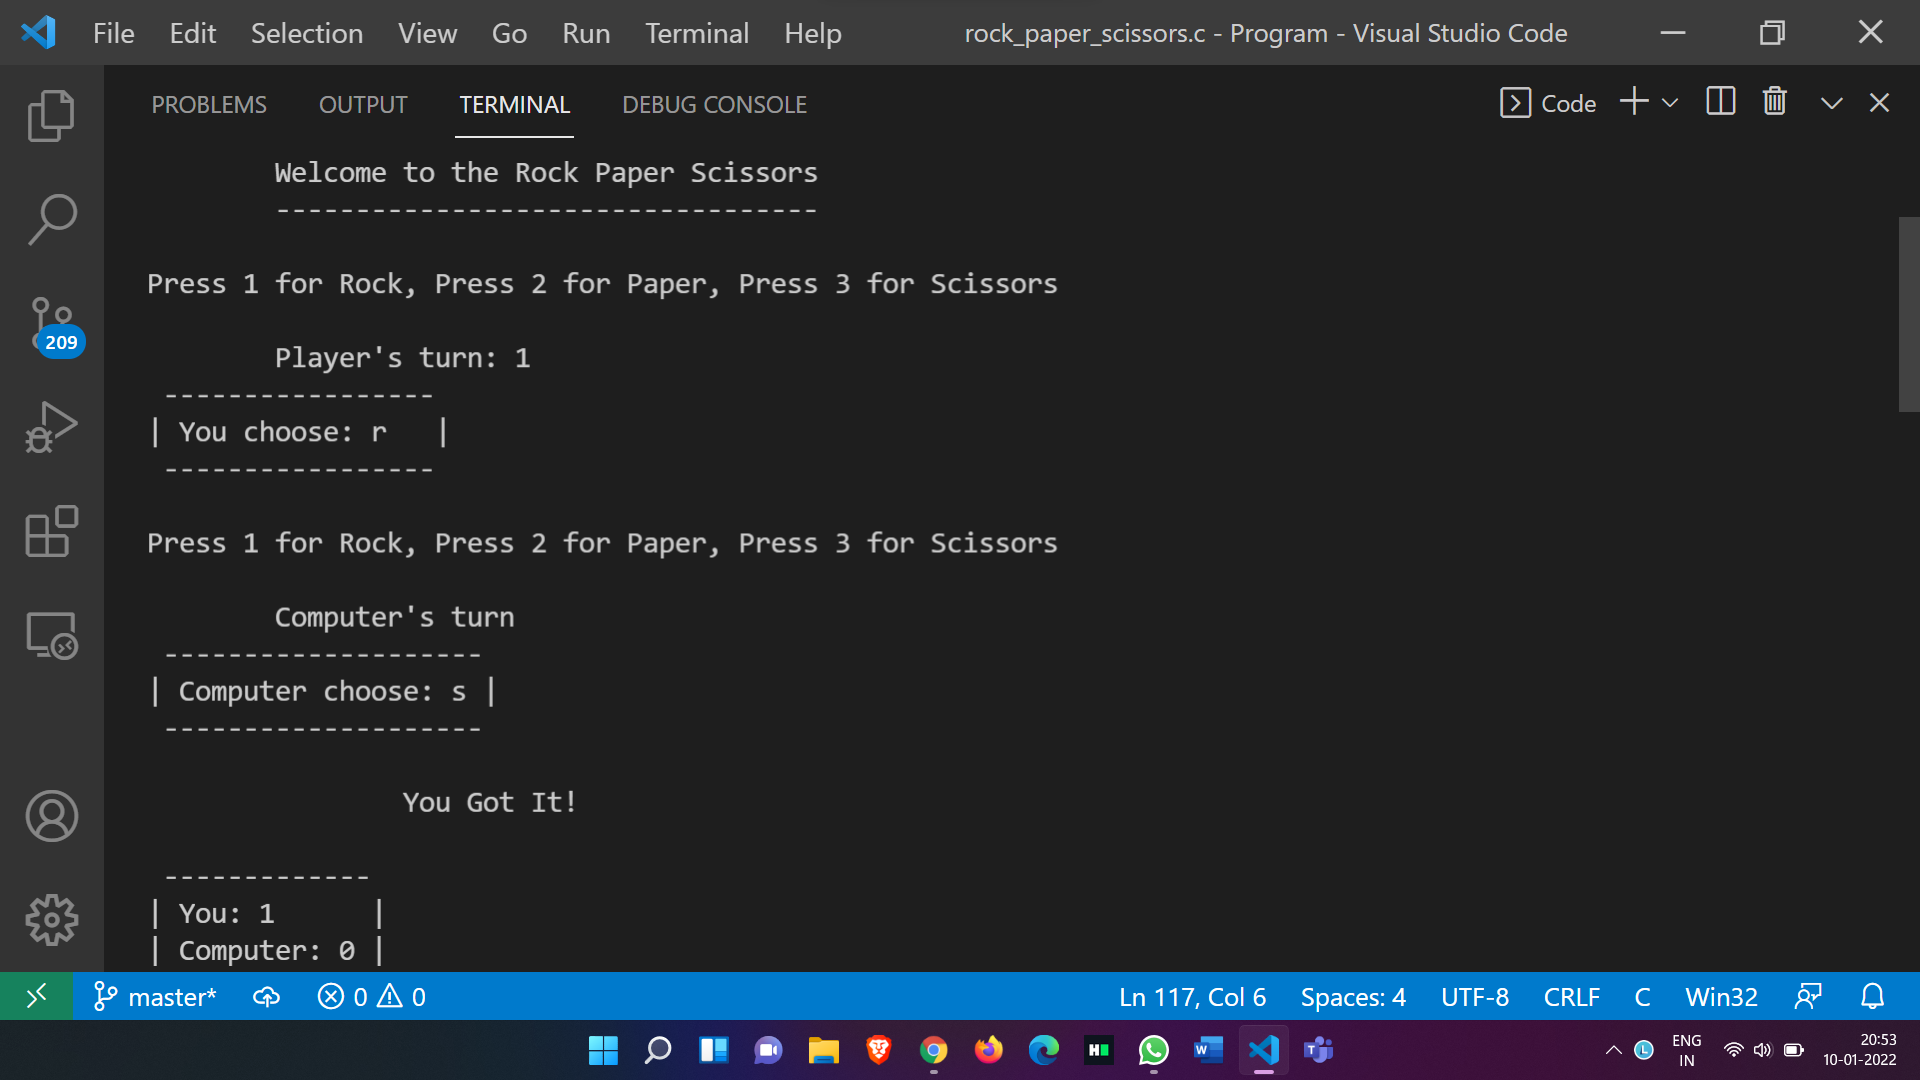 File Edit Selection View Go Run Terminal Help rock_paper_scissors.c - Program - Visual Studio Code
PROBLEMS OUTPUT TERMINAL DEBUG CONSOLE Code
Welcome to the Rock Paper Scissors
----------------------------------
Press 1 for Rock, Press 2 for Paper, Press 3 for Scissors
209
Player's turn: 1
-----------------
| You choose: r   |
-----------------
Press 1 for Rock, Press 2 for Paper, Press 3 for Scissors
Computer's turn
--------------------
| Computer choose: s |
--------------------
You Got It!
-------------
| You: 1      |
| Computer: 0 |
master* 0 0 Ln 117, Col 6 Spaces: 4 UTF-8 CRLF C Win32
ENG 20:53
IN 10-01-2022